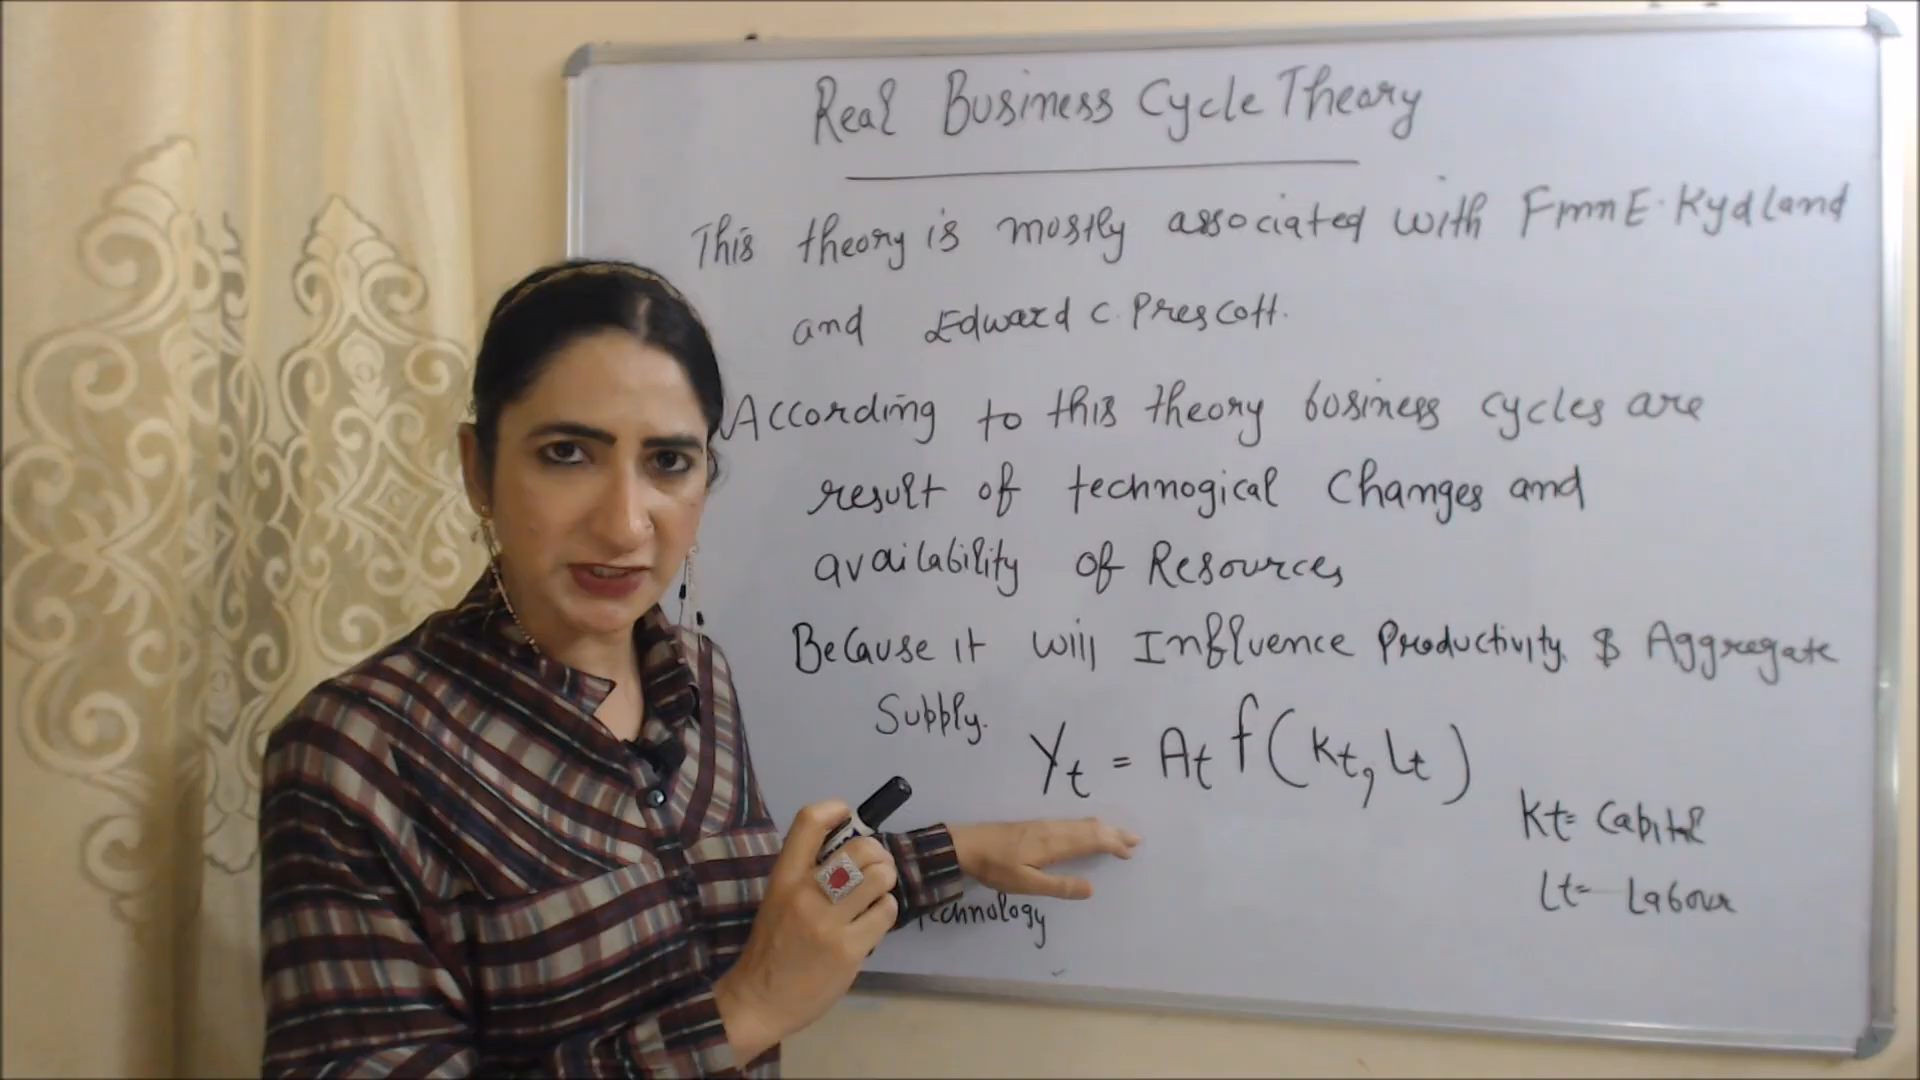 Real Business Cycle Theory
This theory is mostly associated with Fmn E. Kydland
and Edward C. Prescott.
According to this theory business cycles are
result of technogical Changes and
availability of Resources
Because it will Influence Productivity & Aggregate
Supply.
Yt = At f(Kt, Lt)
Kt = Capital
Lt = Labour
technology